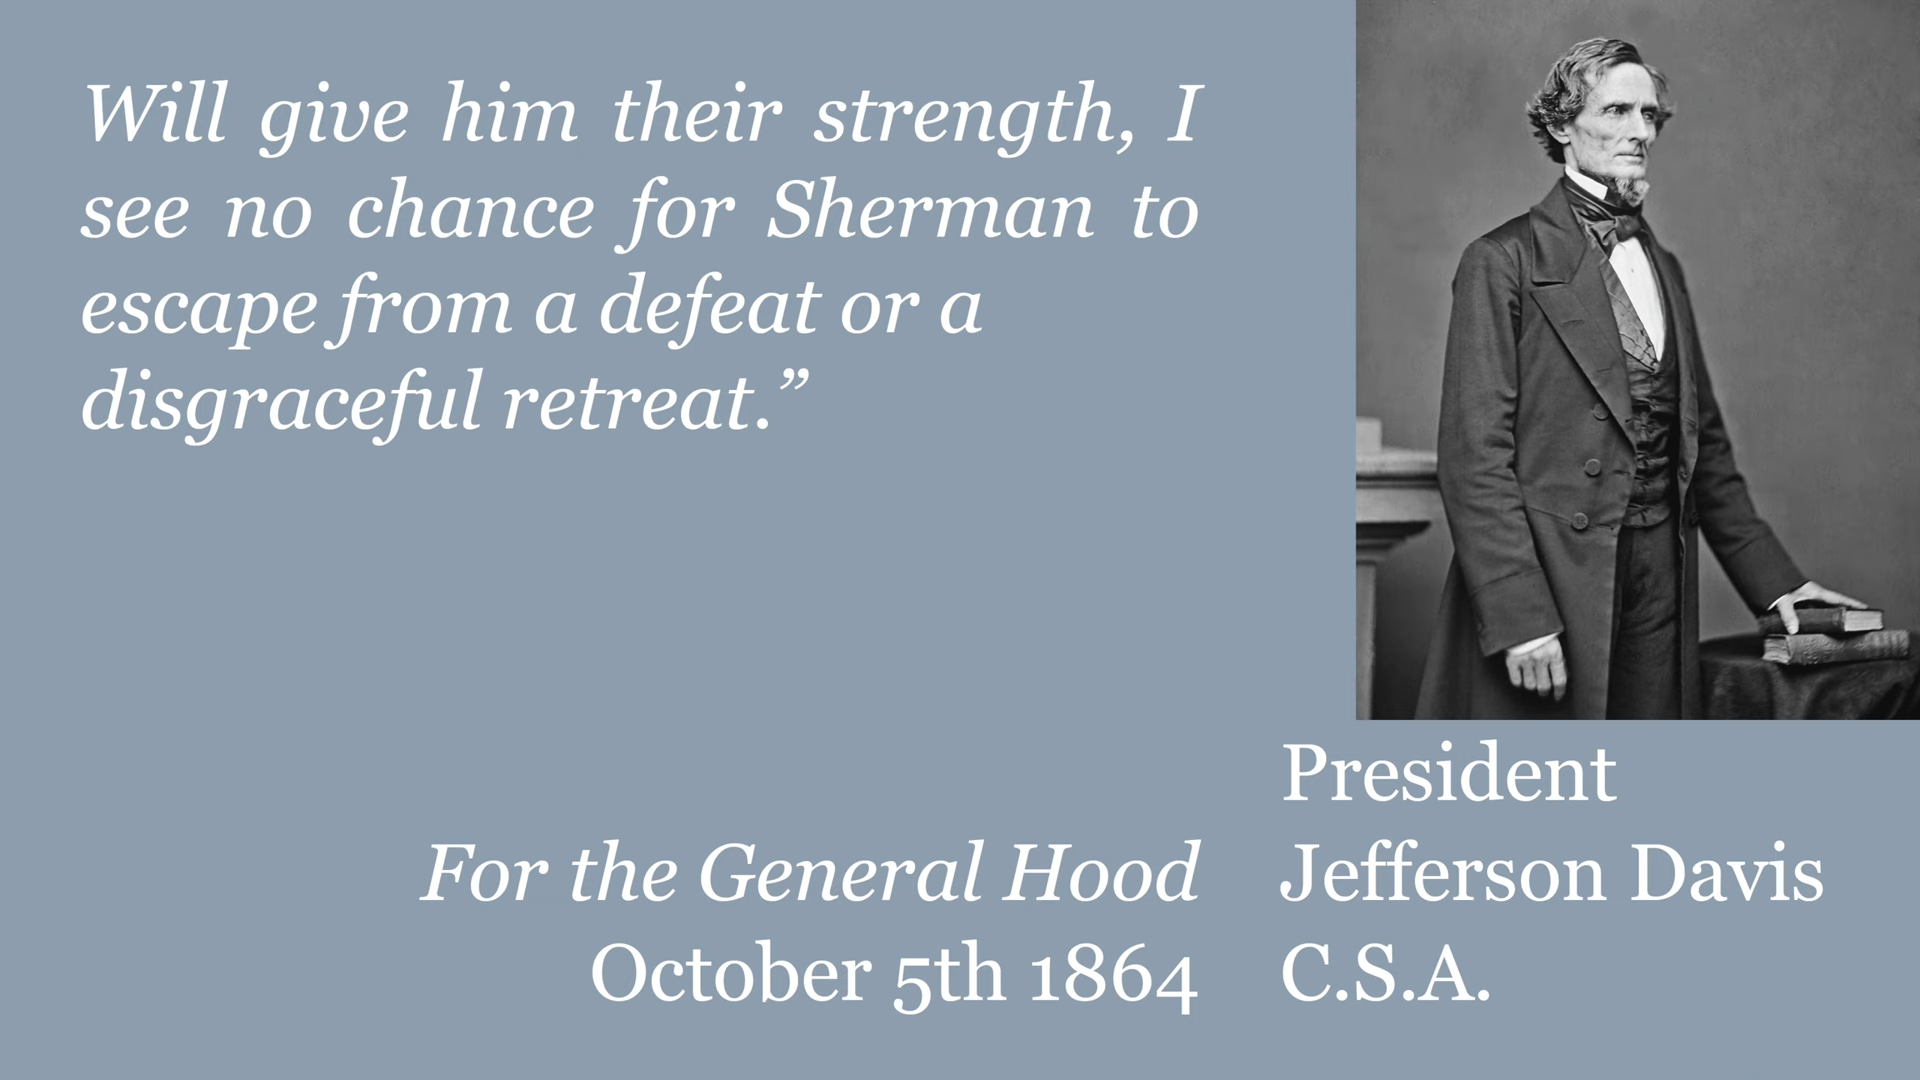 Will give him their strength, I
see no chance for Sherman to
escape from a defeat or a
disgraceful retreat.”
For the General Hood
October 5th 1864
President
Jefferson Davis
C.S.A.